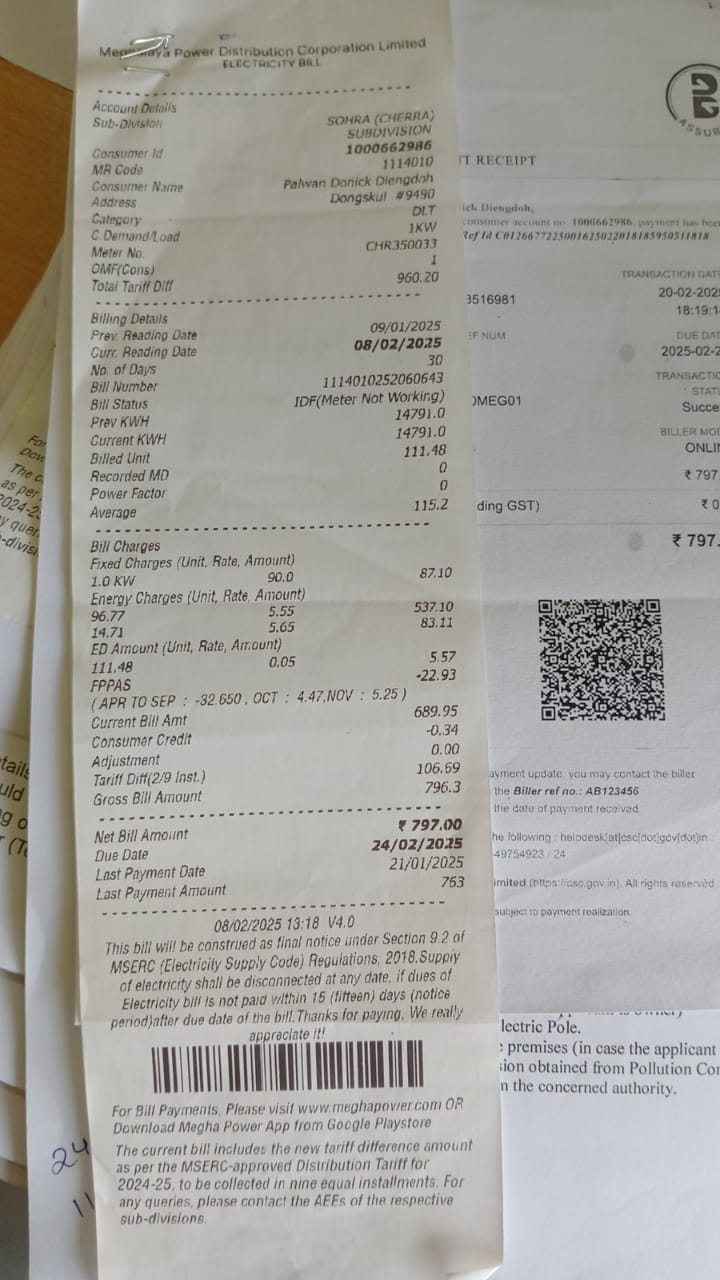 Meghalaya Power Distribution Corporation Limited
ELECTRICITY BILL
Account Details
Sub-Division SOHRA (CHERRA) SUBDIVISION
Consumer Id 1000662986
MR Code 1114010
Consumer Name Palwan Donick Diengdoh
Address Dongskul #9490
Category DLT
C.Demand/Load 1KW
Meter No. CHR350033
OMF(Cons) 1
Total Tariff Diff 960.20
Billing Details
Prev. Reading Date 09/01/2025
Curr. Reading Date 08/02/2025
No. of Days 30
Bill Number 1114010252060643
Bill Status IDF(Meter Not Working)
Prev KWH 14791.0
Current KWH 14791.0
Billed Unit 111.48
Recorded MD 0
Power Factor 0
Average 115.2
Bill Charges
Fixed Charges (Unit, Rate, Amount)
1.0 KW 90.0 87.10
Energy Charges (Unit, Rate, Amount)
96.77 5.55 537.10
14.71 5.65 83.11
ED Amount (Unit, Rate, Amount)
111.48 0.05 5.57
FPPAS -22.93
( APR TO SEP : -32.650 , OCT : 4.47,NOV : 5.25 )
Current Bill Amt 689.95
Consumer Credit -0.34
Adjustment 0.00
Tariff Diff(2/9 Inst.) 106.69
Gross Bill Amount 796.3
Net Bill Amount ₹ 797.00
Due Date 24/02/2025
Last Payment Date 21/01/2025
Last Payment Amount 763
08/02/2025 13:18 V4.0
This bill will be construed as final notice under Section 9.2 of
MSERC (Electricity Supply Code) Regulations, 2018.Supply
of electricity shall be disconnected at any date, if dues of
Electricity bill is not paid within 15 (fifteen) days (notice
period)after due date of the bill.Thanks for paying. We really
appreciate it!
For Bill Payments, Please visit www.meghapower.com OR
Download Megha Power App from Google Playstore
The current bill includes the new tariff difference amount
as per the MSERC-approved Distribution Tariff for
2024-25, to be collected in nine equal installments. For
any queries, please contact the AEEs of the respective
sub-divisions.
ASSUR
IT RECEIPT
ick Diengdoh,
consumer account no 1000662986, payment has been
Ref Id C0126677225001625022018185950511818
TRANSACTION DATE
3516981 20-02-202
18:19:1
EF NUM DUE DAT
2025-02-2
TRANSACTIO
STATU
OMEG01 Succe
BILLER MOD
ONLIN
₹ 797.
ding GST) ₹ 0
₹ 797.
ayment update, you may contact the biller
the Biller ref no.: AB123456
the date of payment received
he following : helpdesk[at]csc[dot]gov[dot]in
49754923 / 24
imited (https://csc.gov.in). All rights reserved
subject to payment realization.
lectric Pole.
premises (in case the applicant
ion obtained from Pollution Con
n the concerned authority.
24
11